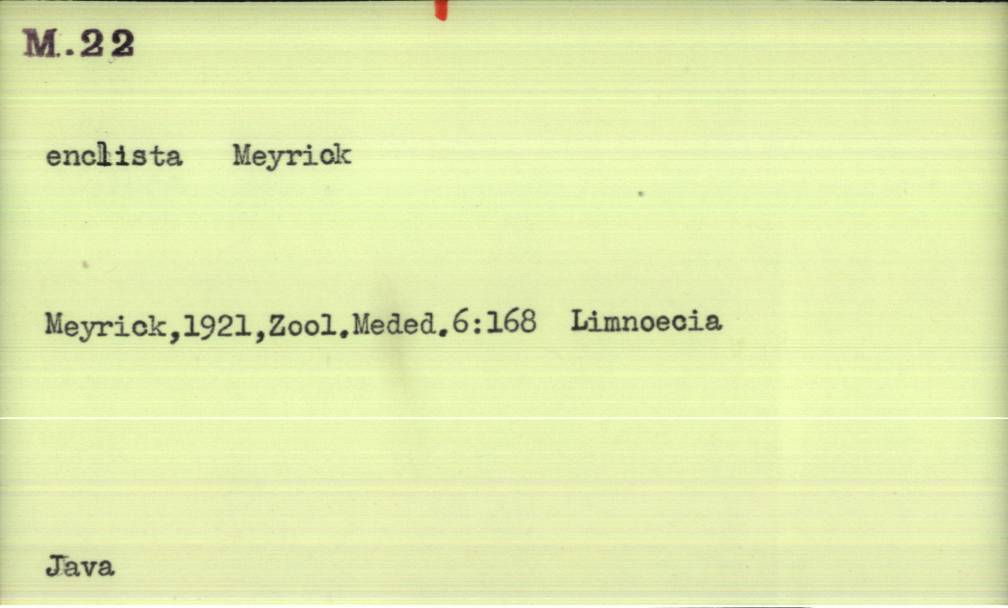 M.22
enclista Meyrick
Meyrick,1921,Zool.Meded.6:168 Limnoecia
Java